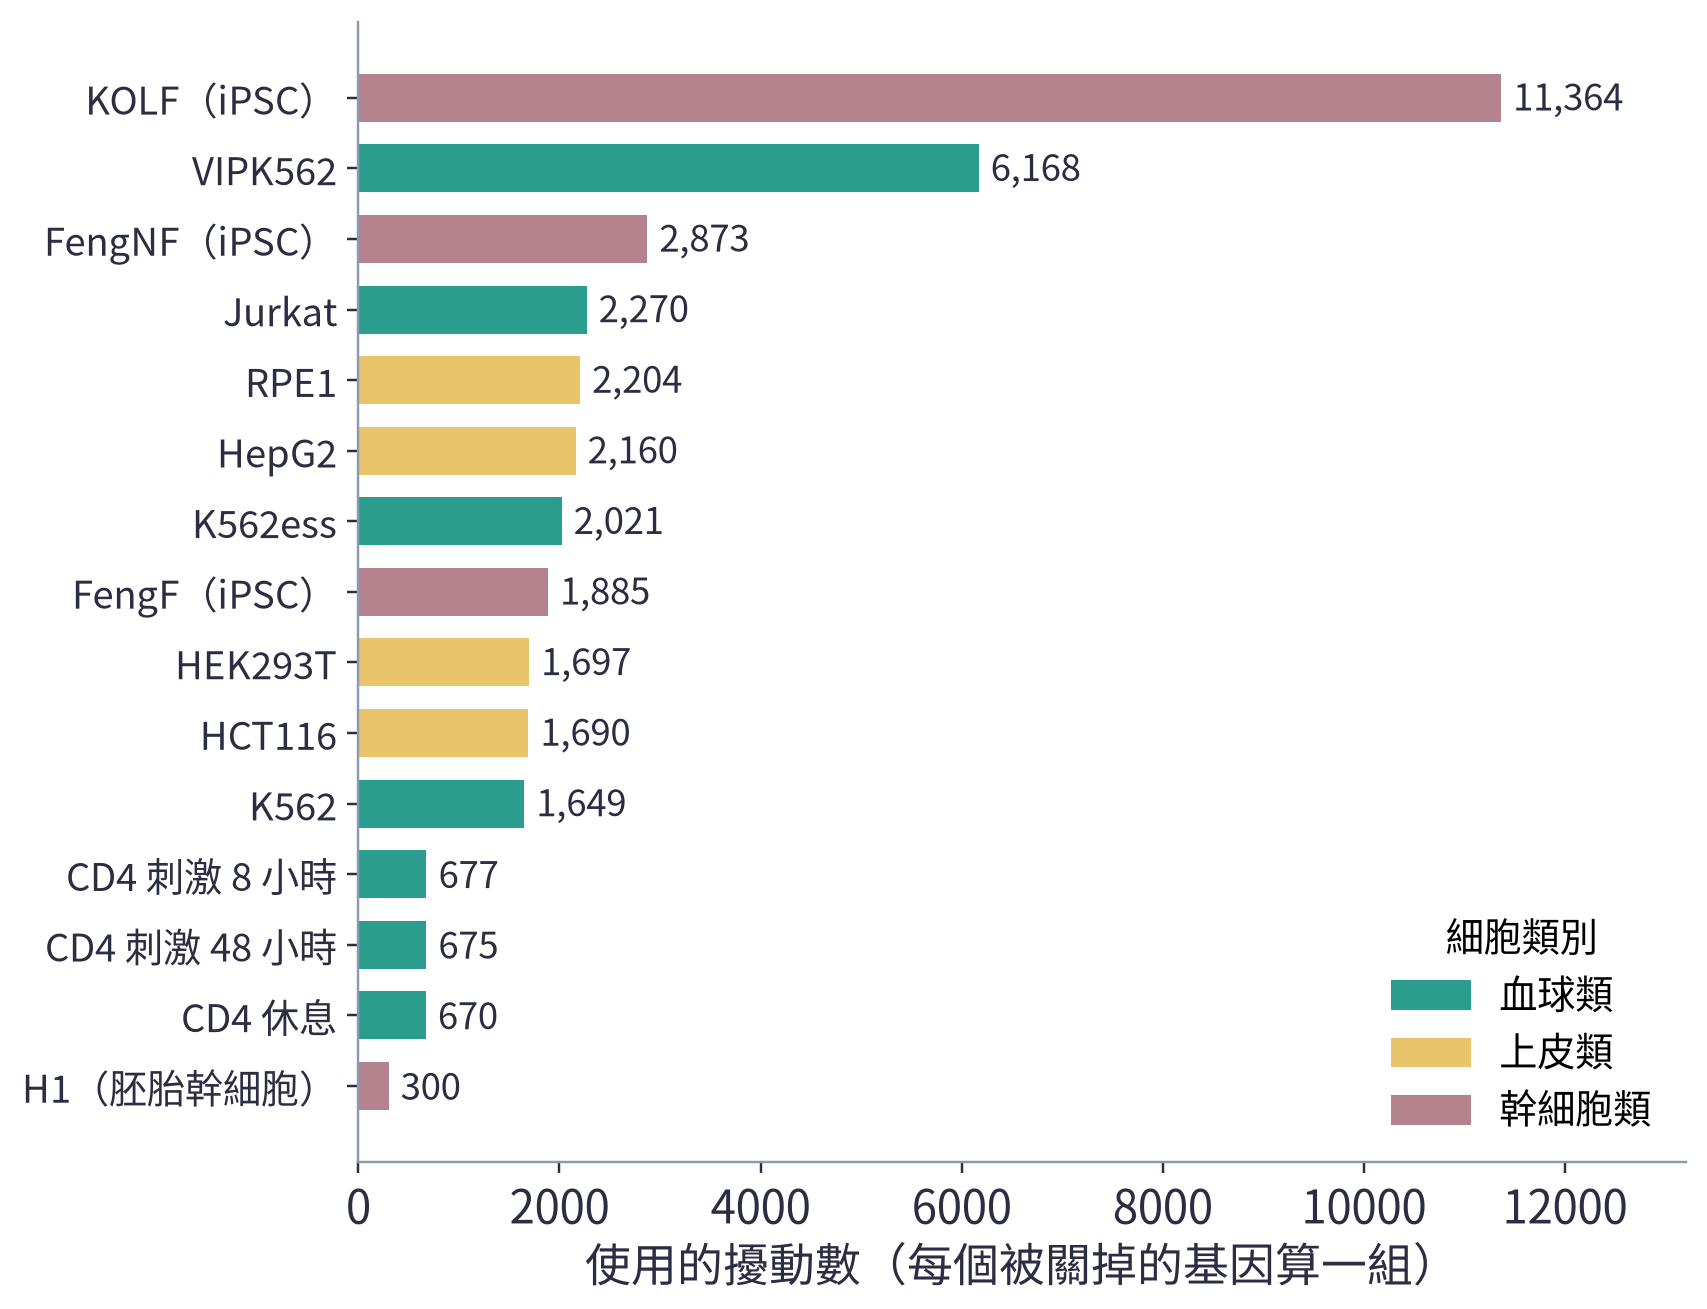 KOLF（iPSC） 11,364
VIPK562 6,168
FengNF（iPSC） 2,873
Jurkat 2,270
RPE1 2,204
HepG2 2,160
K562ess 2,021
FengF（iPSC） 1,885
HEK293T 1,697
HCT116 1,690
K562 1,649
CD4 刺激 8 小時 677
CD4 刺激 48 小時 675
CD4 休息 670
H1（胚胎幹細胞） 300
細胞類別
血球類
上皮類
幹細胞類
0 2000 4000 6000 8000 10000 12000
使用的擾動數（每個被關掉的基因算一組）